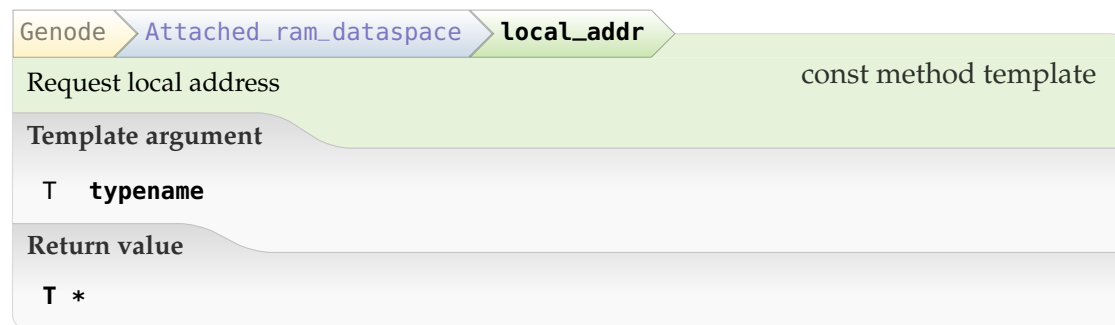 Genode Attached_ram_dataspace local_addr
Request local address const method template
Template argument
T typename
Return value
T *